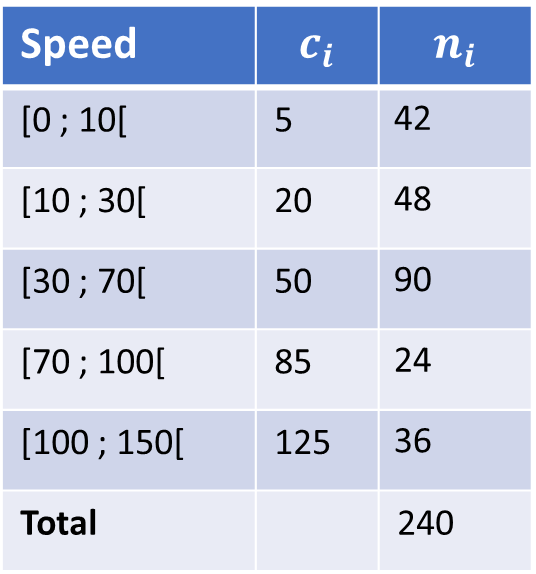 Speed c_i n_i
[0 ; 10[ 5 42
[10 ; 30[ 20 48
[30 ; 70[ 50 90
[70 ; 100[ 85 24
[100 ; 150[ 125 36
Total 240